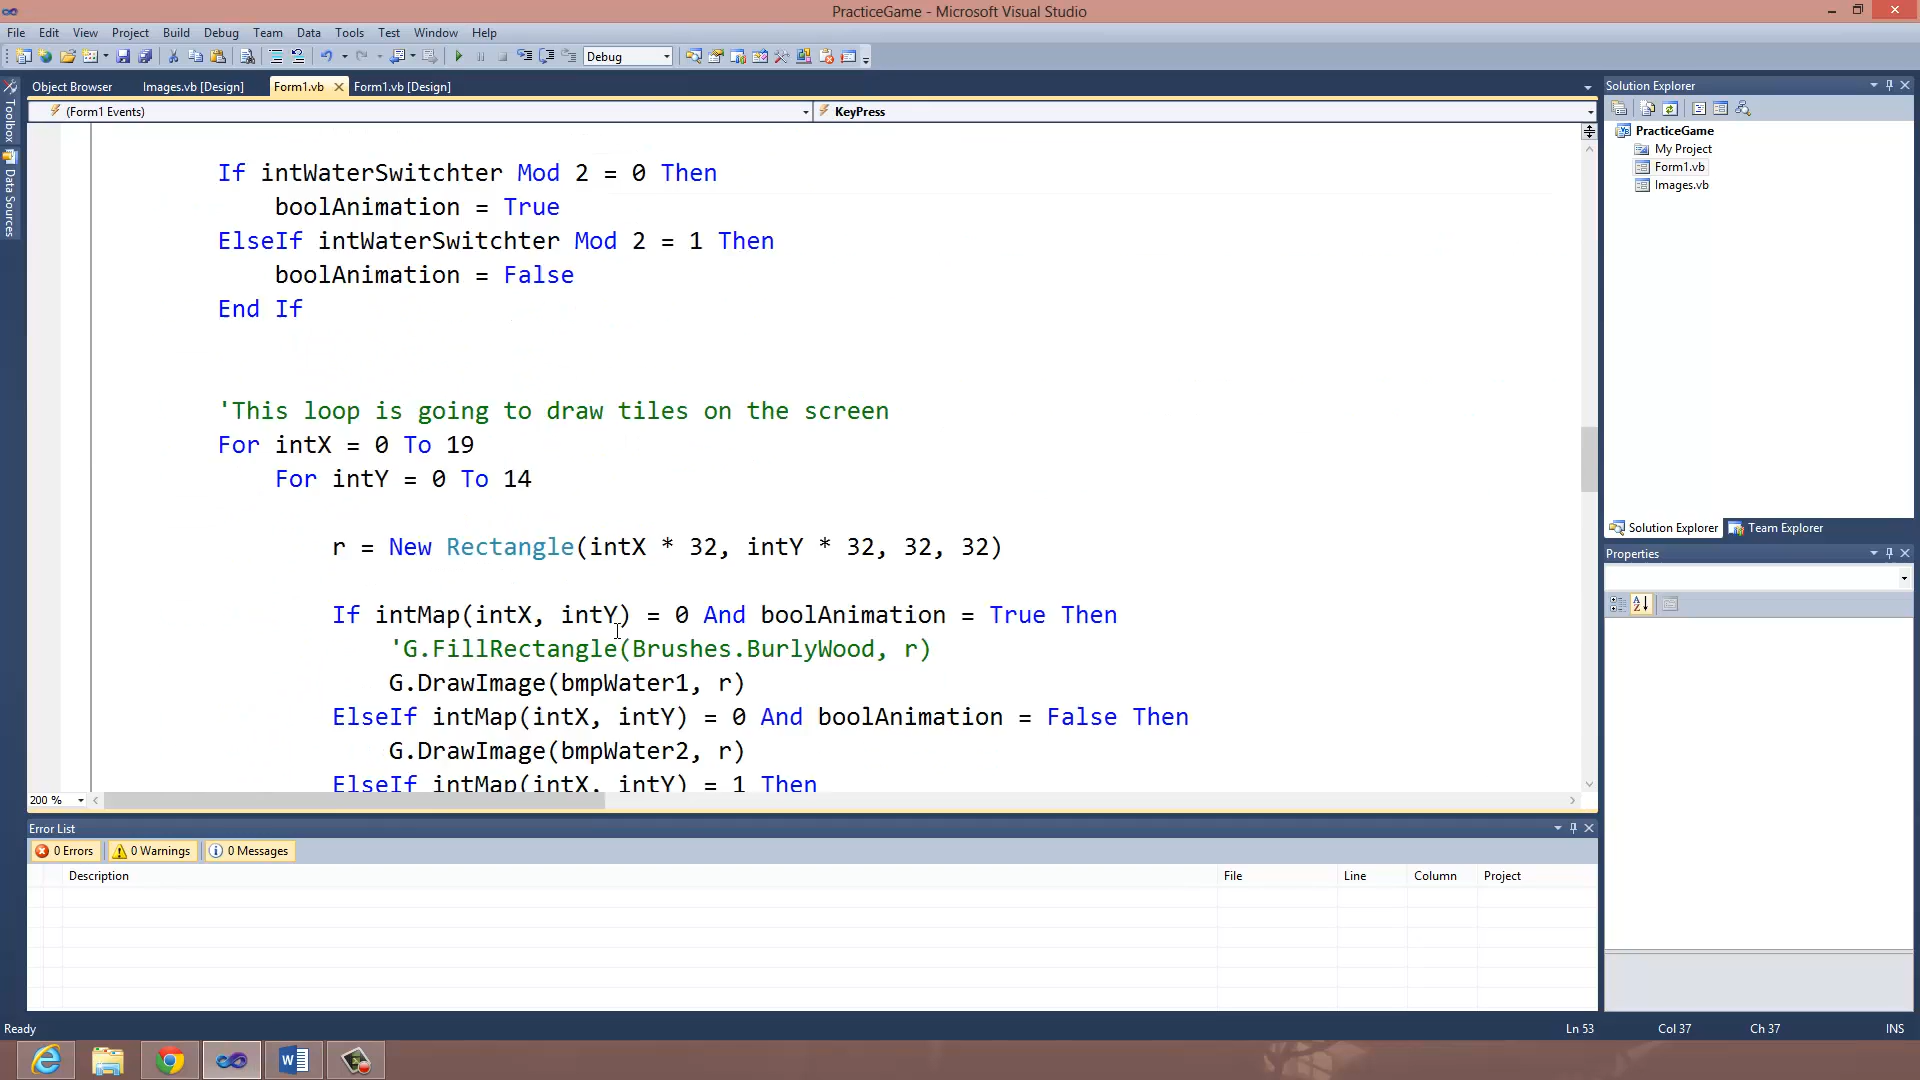 PracticeGame - Microsoft Visual Studio
File Edit View Project Build Debug Team Data Tools Test Window Help
Debug
Object Browser Images.vb [Design] Form1.vb Form1.vb [Design]
(Form1 Events) KeyPress
Toolbox
Data Sources
If intWaterSwitchter Mod 2 = 0 Then
boolAnimation = True
ElseIf intWaterSwitchter Mod 2 = 1 Then
boolAnimation = False
End If
'This loop is going to draw tiles on the screen
For intX = 0 To 19
For intY = 0 To 14
r = New Rectangle(intX * 32, intY * 32, 32, 32)
If intMap(intX, intY) = 0 And boolAnimation = True Then
'G.FillRectangle(Brushes.BurlyWood, r)
G.DrawImage(bmpWater1, r)
ElseIf intMap(intX, intY) = 0 And boolAnimation = False Then
G.DrawImage(bmpWater2, r)
ElseIf intMap(intX, intY) = 1 Then
200 %
Solution Explorer
PracticeGame
My Project
Form1.vb
Images.vb
Solution Explorer Team Explorer
Properties
Error List
0 Errors 0 Warnings 0 Messages
Description File Line Column Project
Ready Ln 53 Col 37 Ch 37 INS